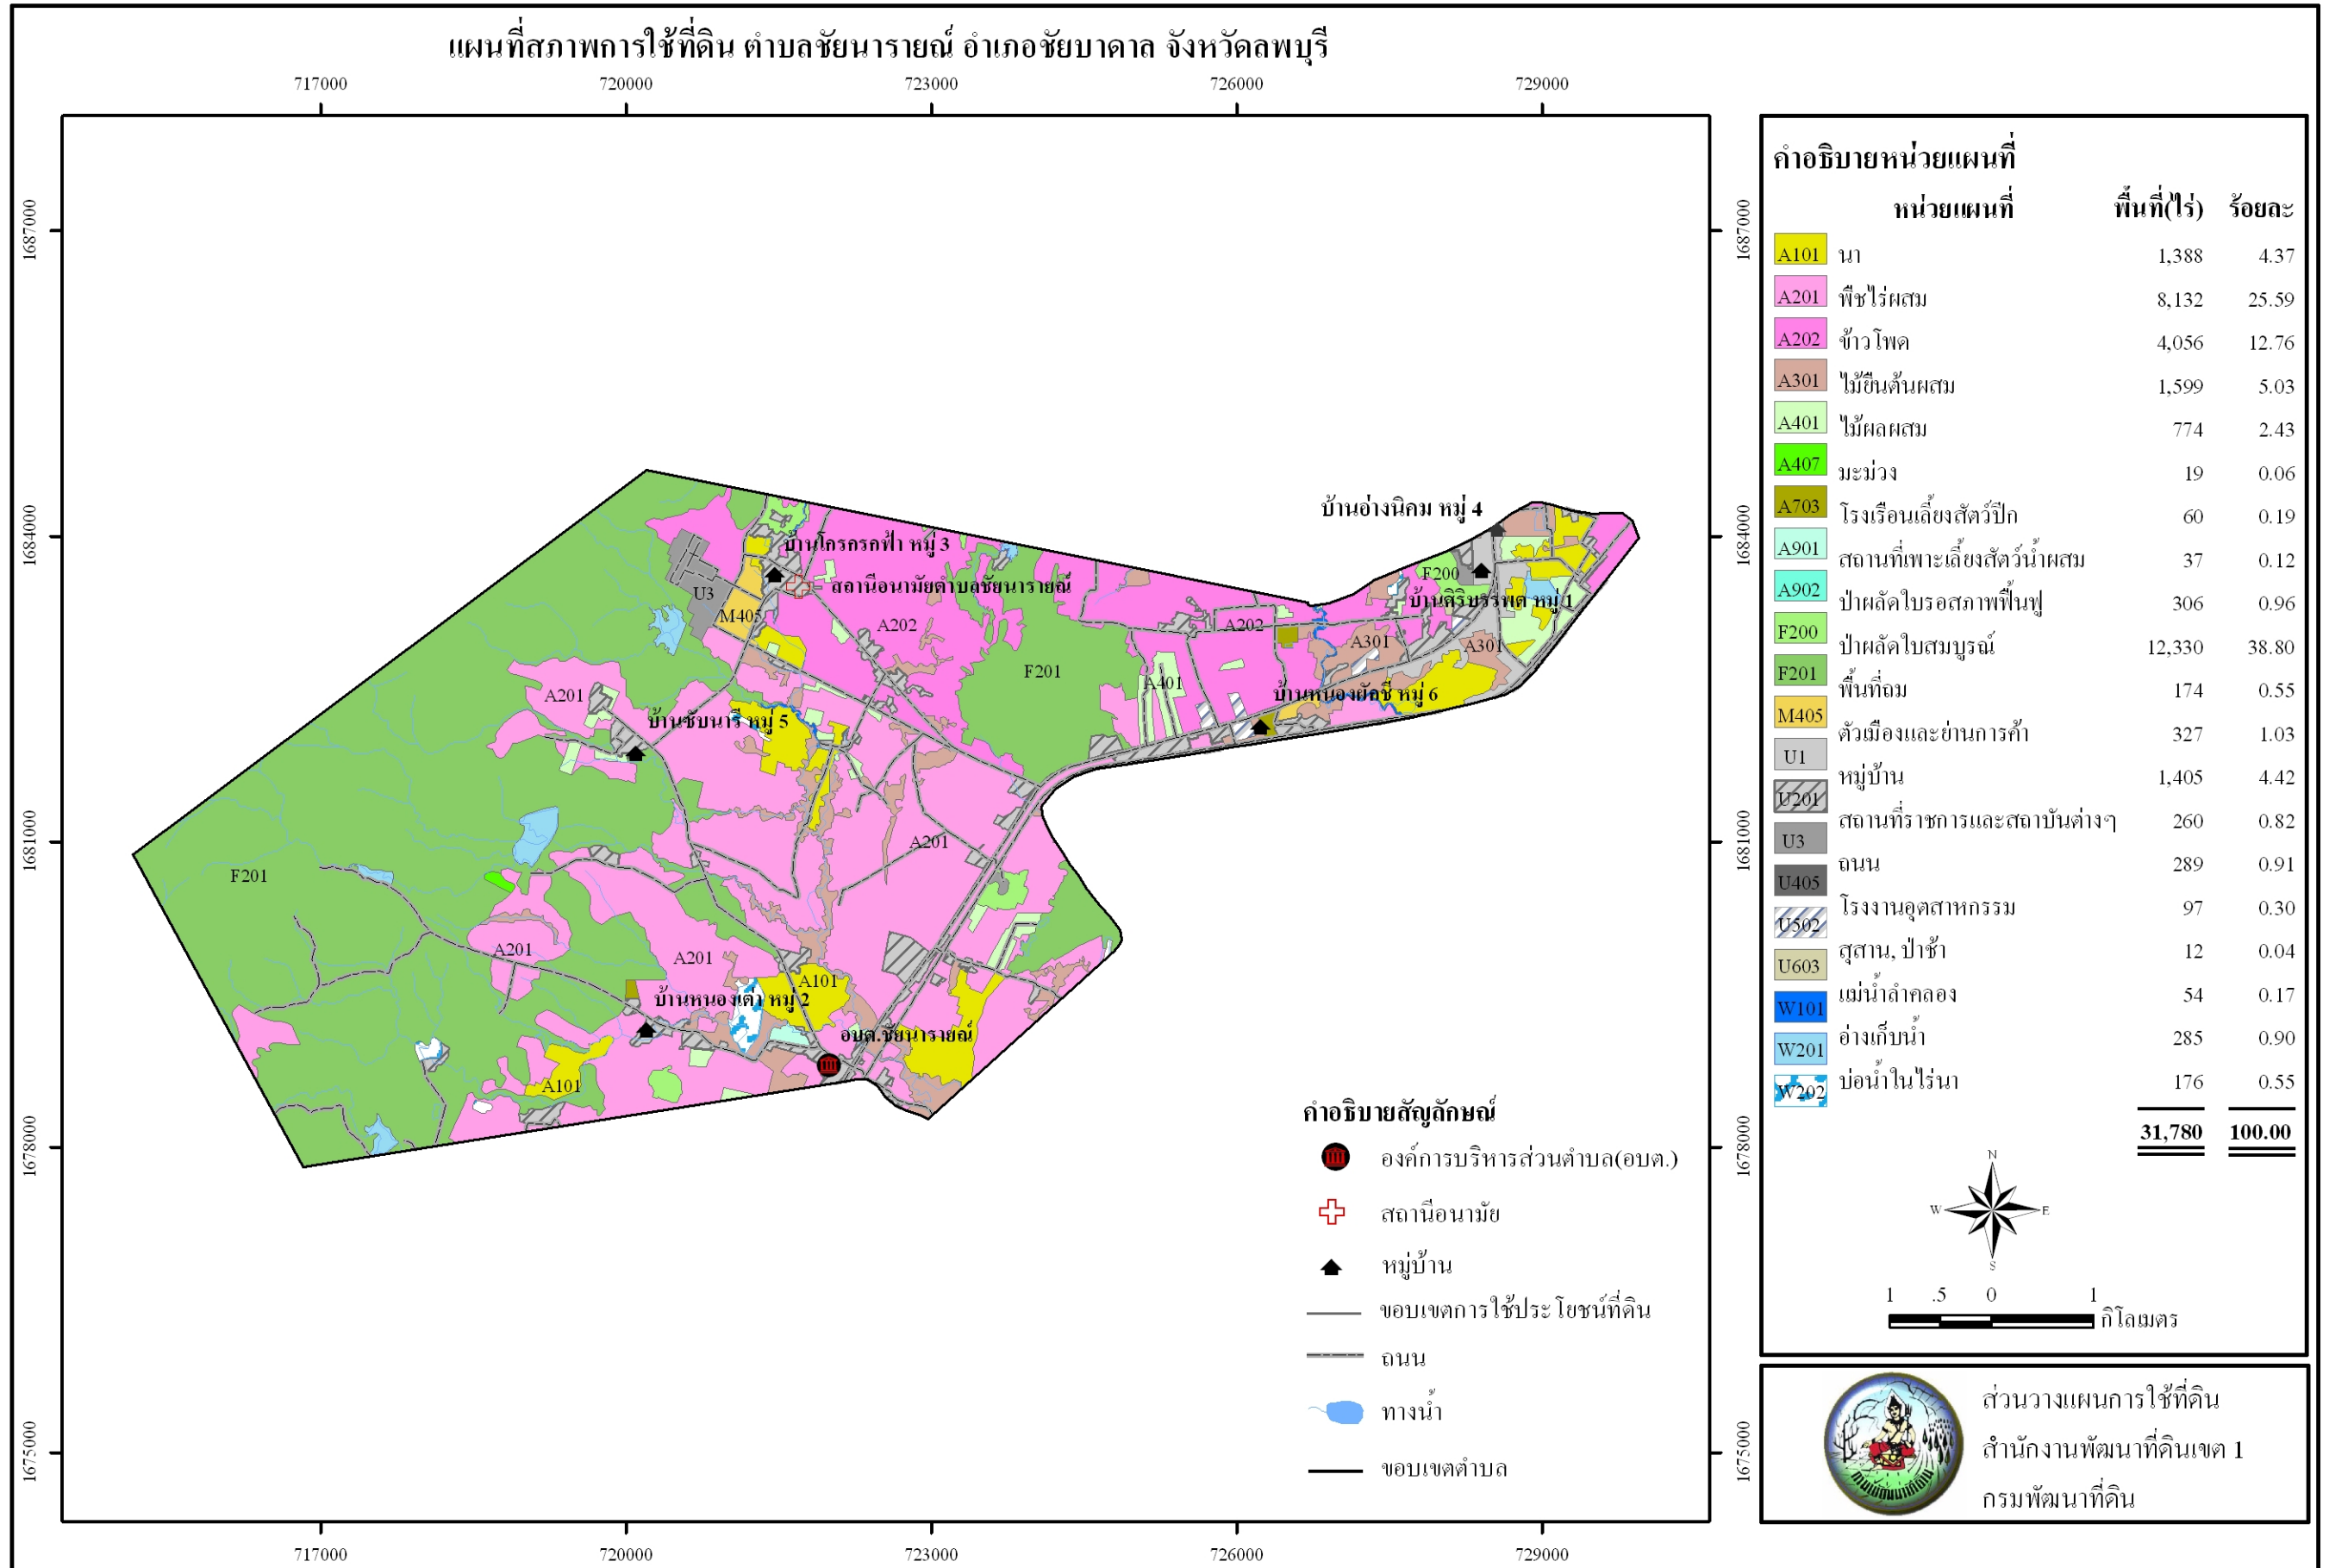 แผนที่สภาพการใช้ที่ดิน ตำบลชัยนารายณ์ อำเภอชัยบาดาล จังหวัดลพบุรี
717000 720000 723000 726000 729000
1687000 1687000
1684000 1684000
1681000 1681000
1678000 1678000
1675000 1675000
บ้านอ่างนิคม หมู่ 4
บ้านโกรกรกฟ้า หมู่ 3
สถานีอนามัยตำบลชัยนารายณ์
F200
บ้านศิริบรรพต หมู่ 1
U3
M405
A202
A202
A301
A301
F201
A401
A201
บ้านหนองผักชี หมู่ 6
บ้านซับนารี หมู่ 5
A201
F201
A201
A201
A101
บ้านหนองเต่า หมู่ 2
อบต.ชัยนารายณ์
A101
717000 720000 723000 726000 729000
คำอธิบายสัญลักษณ์
องค์การบริหารส่วนตำบล(อบต.)
สถานีอนามัย
หมู่บ้าน
ขอบเขตการใช้ประโยชน์ที่ดิน
ถนน
ทางน้ำ
ขอบเขตตำบล
คำอธิบายหน่วยแผนที่
หน่วยแผนที่ พื้นที่(ไร่) ร้อยละ
A101 นา 1,388 4.37
A201 พืชไร่ผสม 8,132 25.59
A202 ข้าวโพด 4,056 12.76
A301 ไม้ยืนต้นผสม 1,599 5.03
A401 ไม้ผลผสม 774 2.43
A407 มะม่วง 19 0.06
A703 โรงเรือนเลี้ยงสัตว์ปีก 60 0.19
A901 สถานที่เพาะเลี้ยงสัตว์น้ำผสม 37 0.12
A902 ป่าผลัดใบรอสภาพฟื้นฟู 306 0.96
F200 ป่าผลัดใบสมบูรณ์ 12,330 38.80
F201 พื้นที่ถม 174 0.55
M405 ตัวเมืองและย่านการค้า 327 1.03
U1 หมู่บ้าน 1,405 4.42
U201 สถานที่ราชการและสถาบันต่างๆ 260 0.82
U3 ถนน 289 0.91
U405 โรงงานอุตสาหกรรม 97 0.30
U502 สุสาน, ป่าช้า 12 0.04
U603 แม่น้ำลำคลอง 54 0.17
W101 อ่างเก็บน้ำ 285 0.90
W201 บ่อน้ำในไร่นา 176 0.55
W202
31,780 100.00
N
W E
S
1 .5 0 1
กิโลเมตร
กรมพัฒนาที่ดิน
ส่วนวางแผนการใช้ที่ดิน
สำนักงานพัฒนาที่ดินเขต 1
กรมพัฒนาที่ดิน